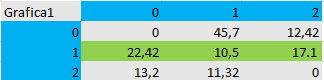 Grafica1 0 1 2
0 0 45,7 12,42
1 22,42 10,5 17.1
2 13,2 11,32 0